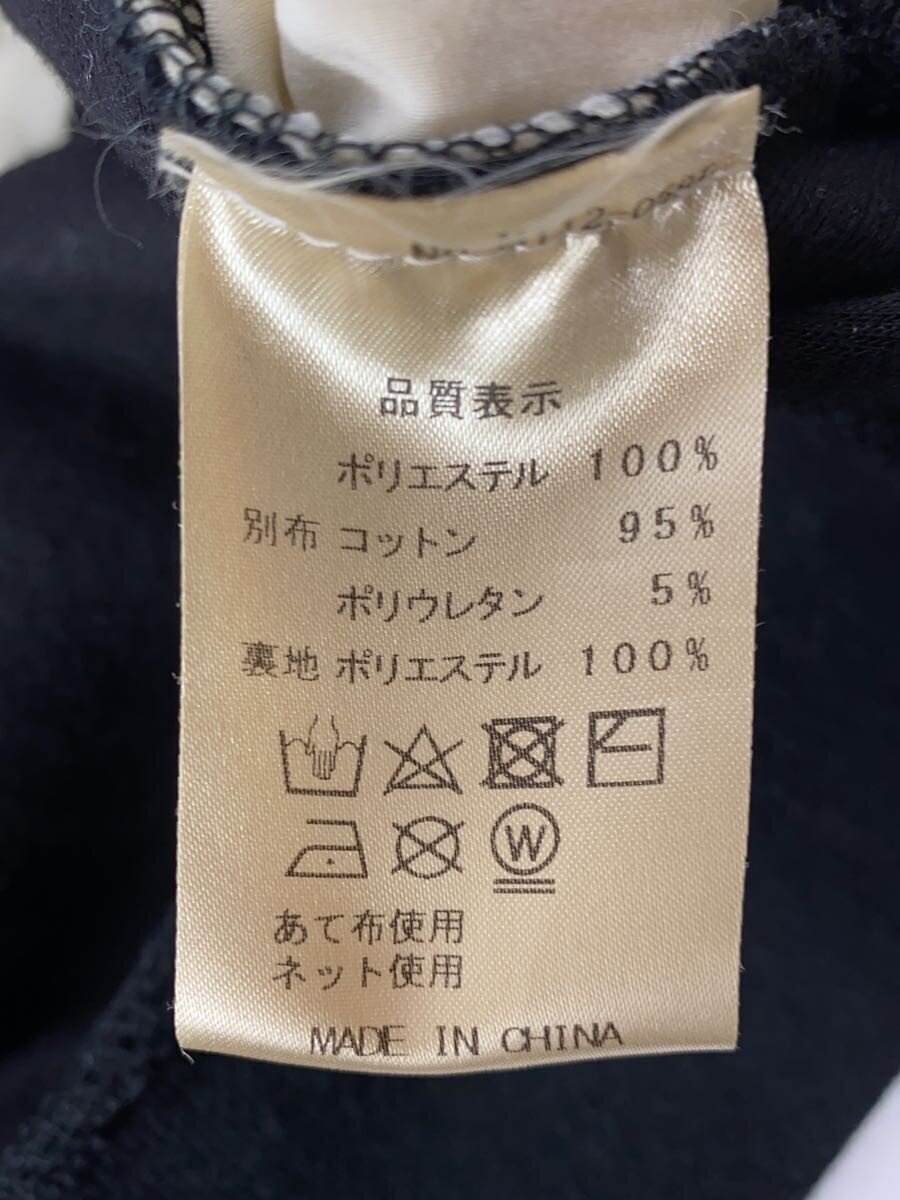 品質表示
ポリエステル 100%
別布 コットン 95%
ポリウレタン 5%
裏地 ポリエステル 100%
W
あて布使用
ネット使用
MADE IN CHINA